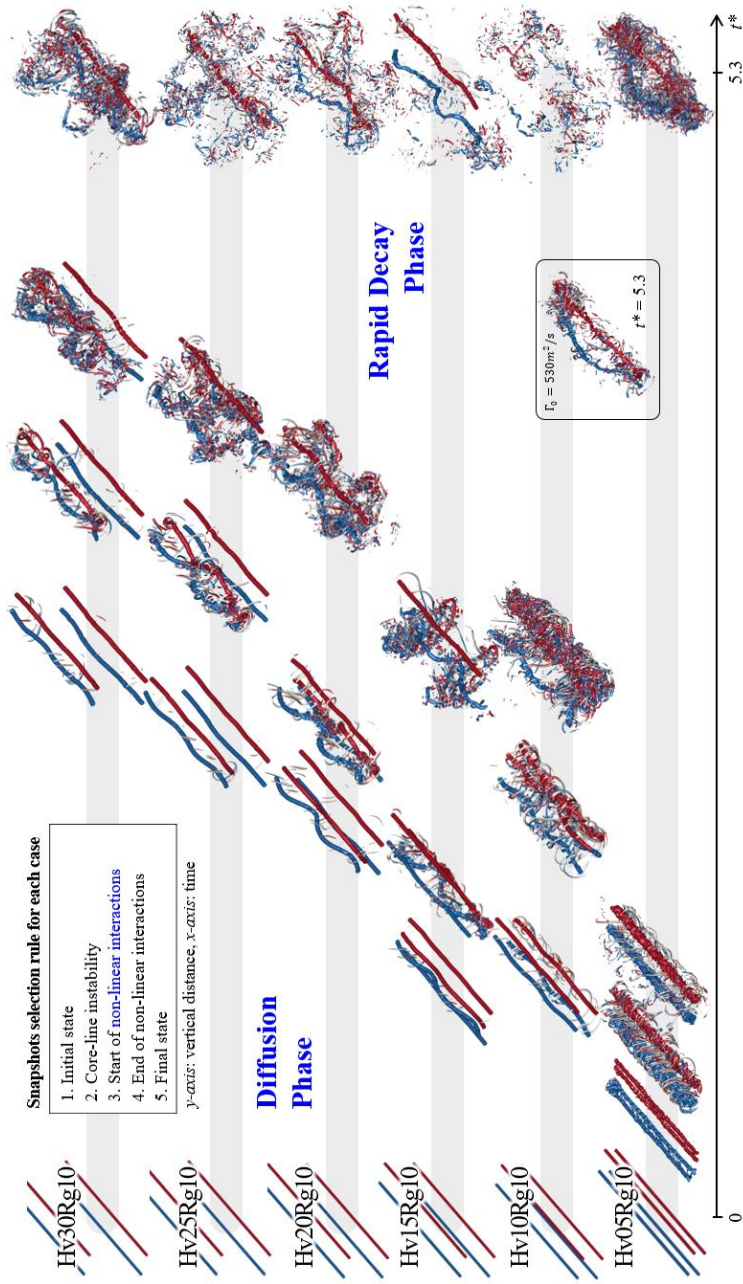 Snapshots selection rule for each case
1. Initial state
2. Core-line instability
3. Start of non-linear interactions
4. End of non-linear interactions
5. Final state
y-axis: vertical distance, x-axis: time
Hv30Rg10
Hv25Rg10
Hv20Rg10
Hv15Rg10
Hv10Rg10
Hv05Rg10
Diffusion
Phase
Rapid Decay
Phase
Γ₀ = 530m²/s
t* = 5.3
0
5.3
t*